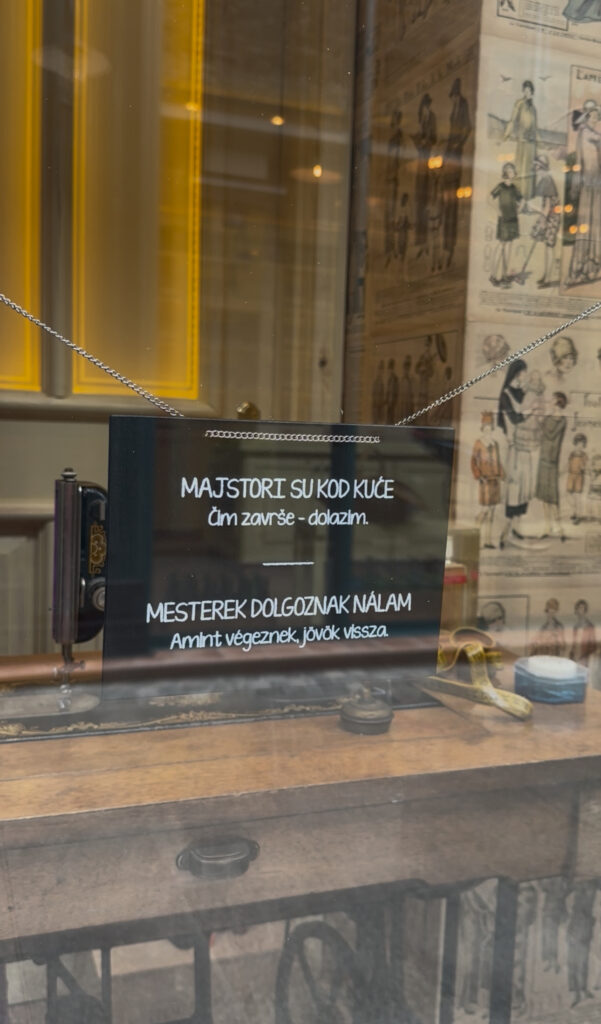 MAJSTORI SU KOD KUĆE
Čim završe - dolazim.
MESTEREK DOLGOZNAK NÁLAM
Amint végeznek, jövök vissza.